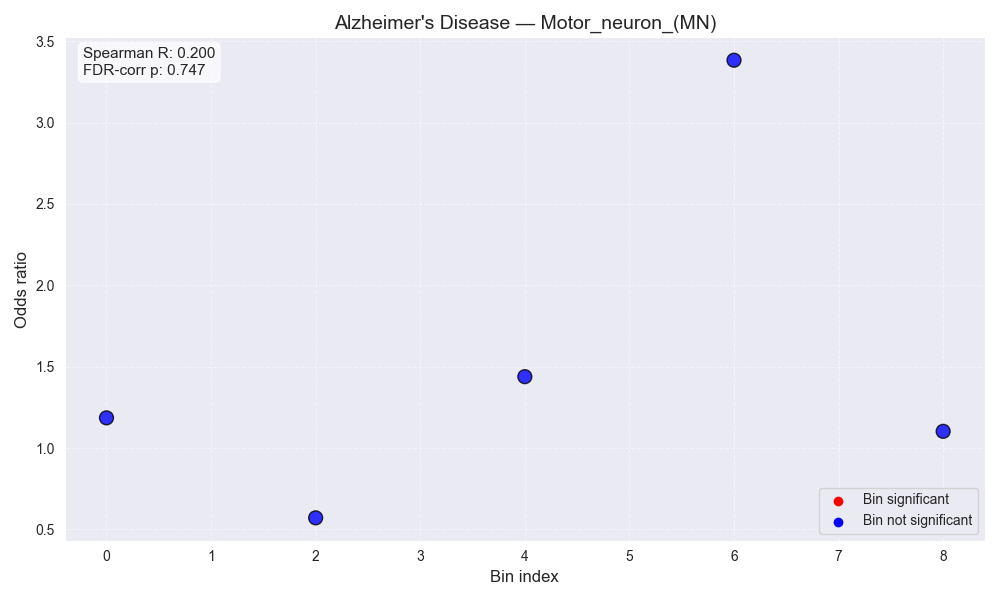 Alzheimer's Disease — Motor_neuron_(MN)
Spearman R: 0.200
FDR-corr p: 0.747
3.5
3.0
2.5
2.0
1.5
1.0
0.5
Odds ratio
Bin significant
Bin not significant
0 1 2 3 4 5 6 7 8
Bin index